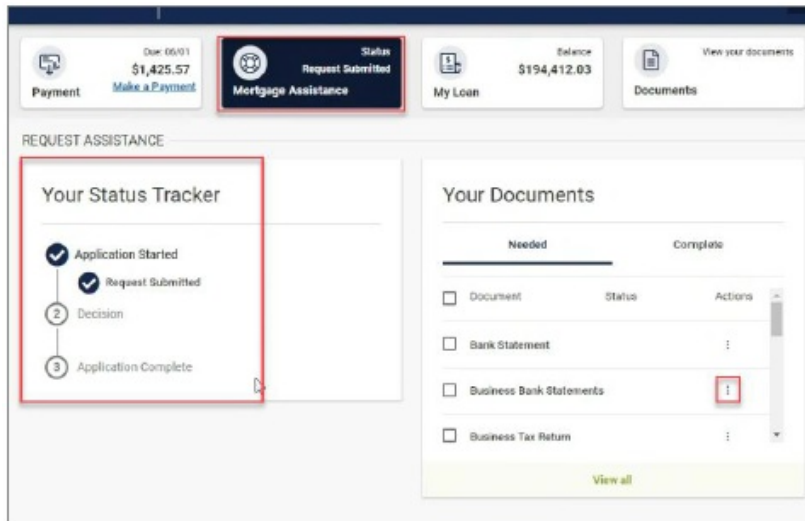 Due: 06/01
$1,425.57
Payment
Make a Payment
Status
Request Submitted
Mortgage Assistance
Balance
$194,412.03
My Loan
View your documents
Documents
REQUEST ASSISTANCE
Your Status Tracker
Application Started
Request Submitted
2 Decision
3 Application Complete
Your Documents
Needed Complete
Document Status Actions
Bank Statement
Business Bank Statements
Business Tax Return
View all